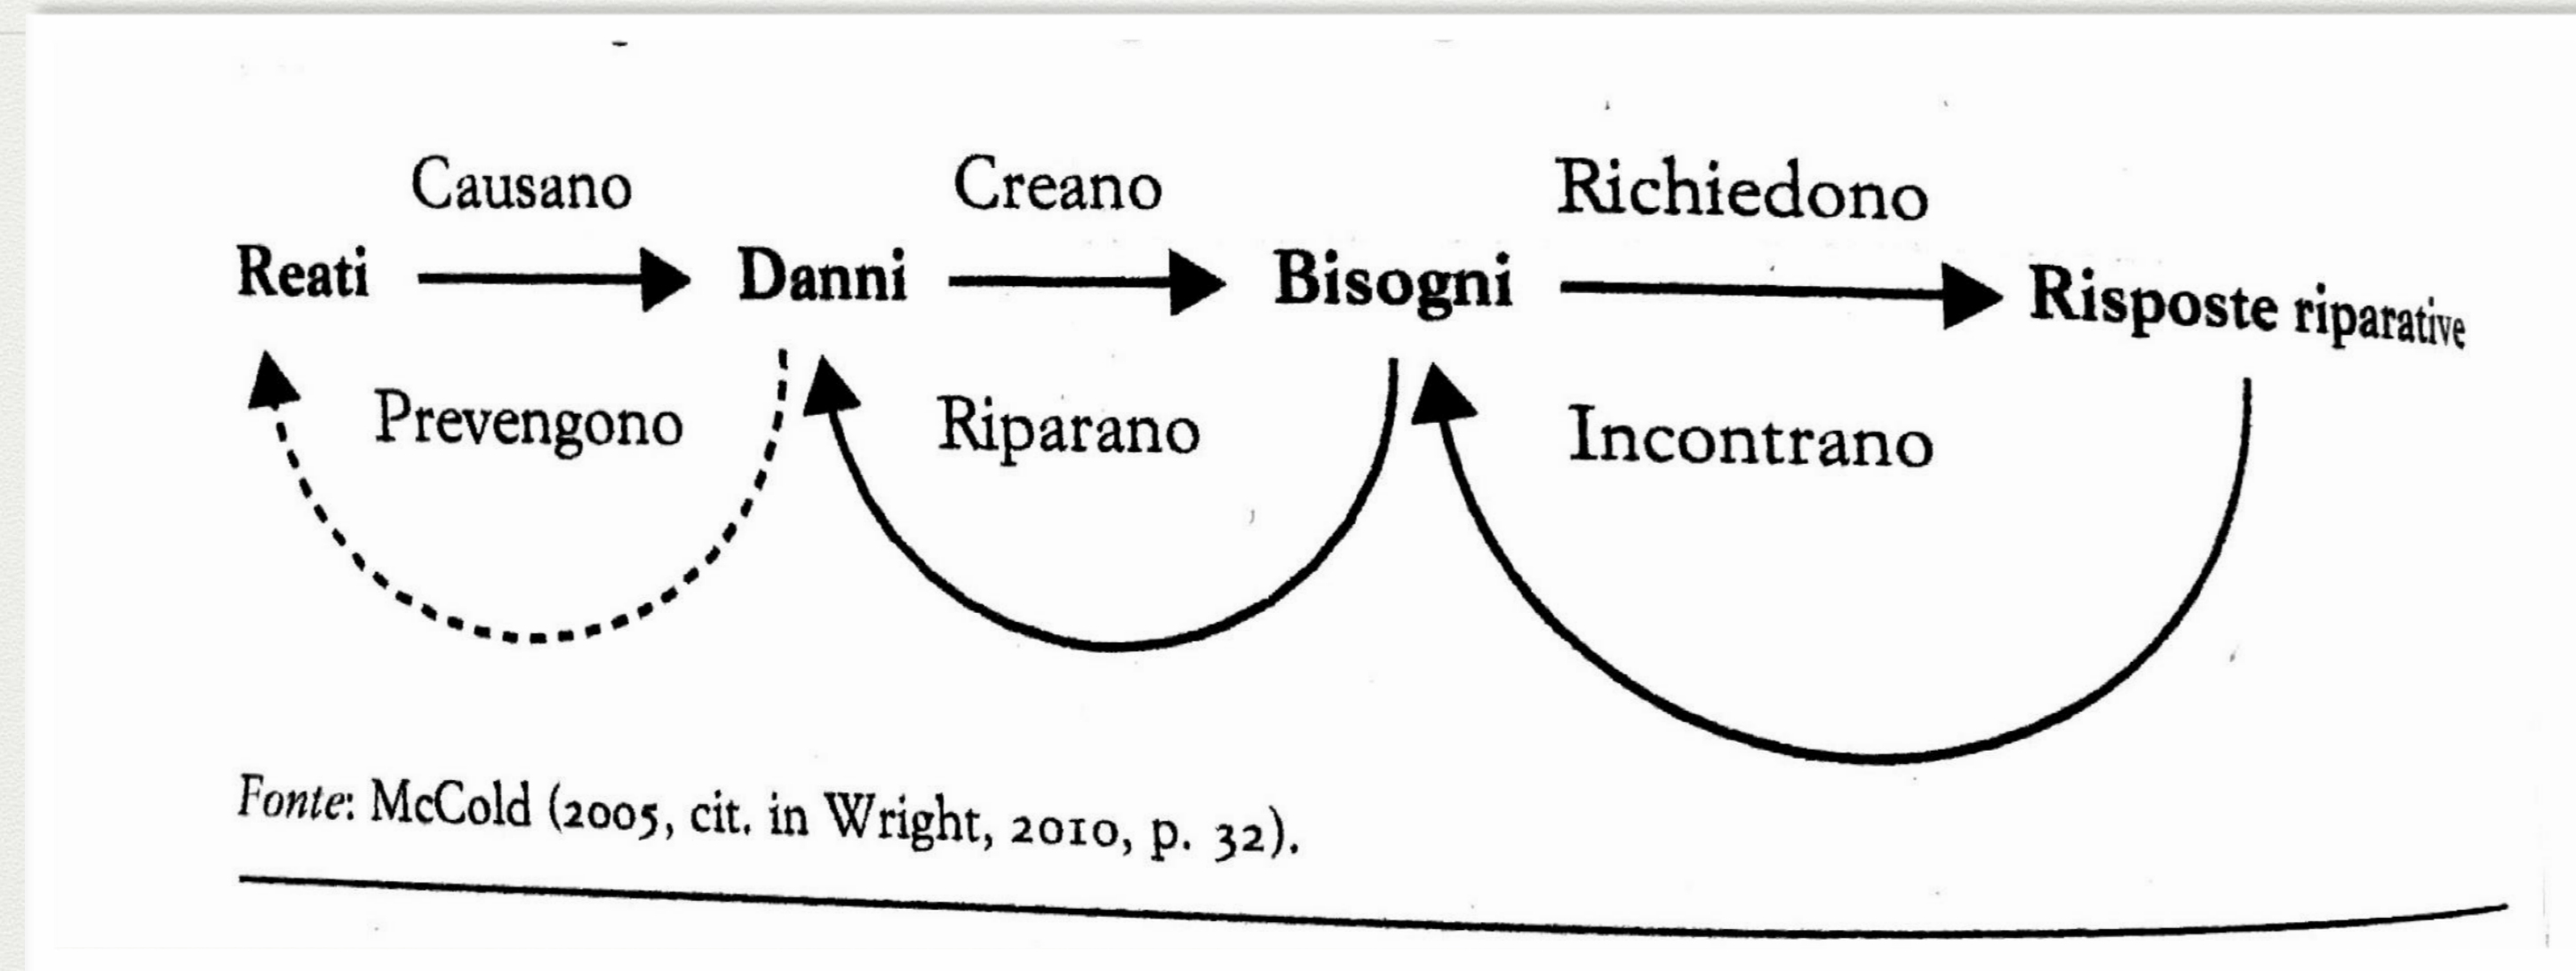 Causano Creano Richiedono
Reati Danni Bisogni Risposte riparative
Prevengono Riparano Incontrano
Fonte: McCold (2005, cit. in Wright, 2010, p. 32).